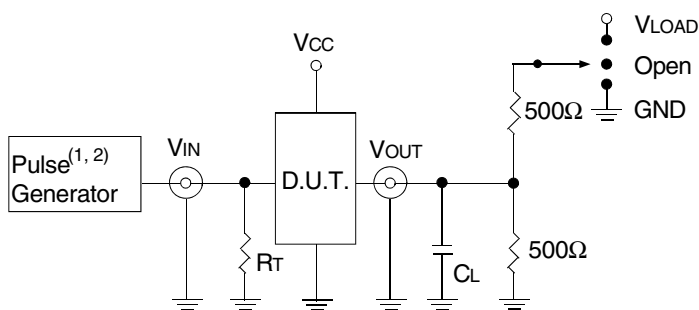 VLOAD
VCC
Open
500Ω
GND
Pulse(1, 2)
Generator
VIN
D.U.T.
VOUT
RT
CL
500Ω